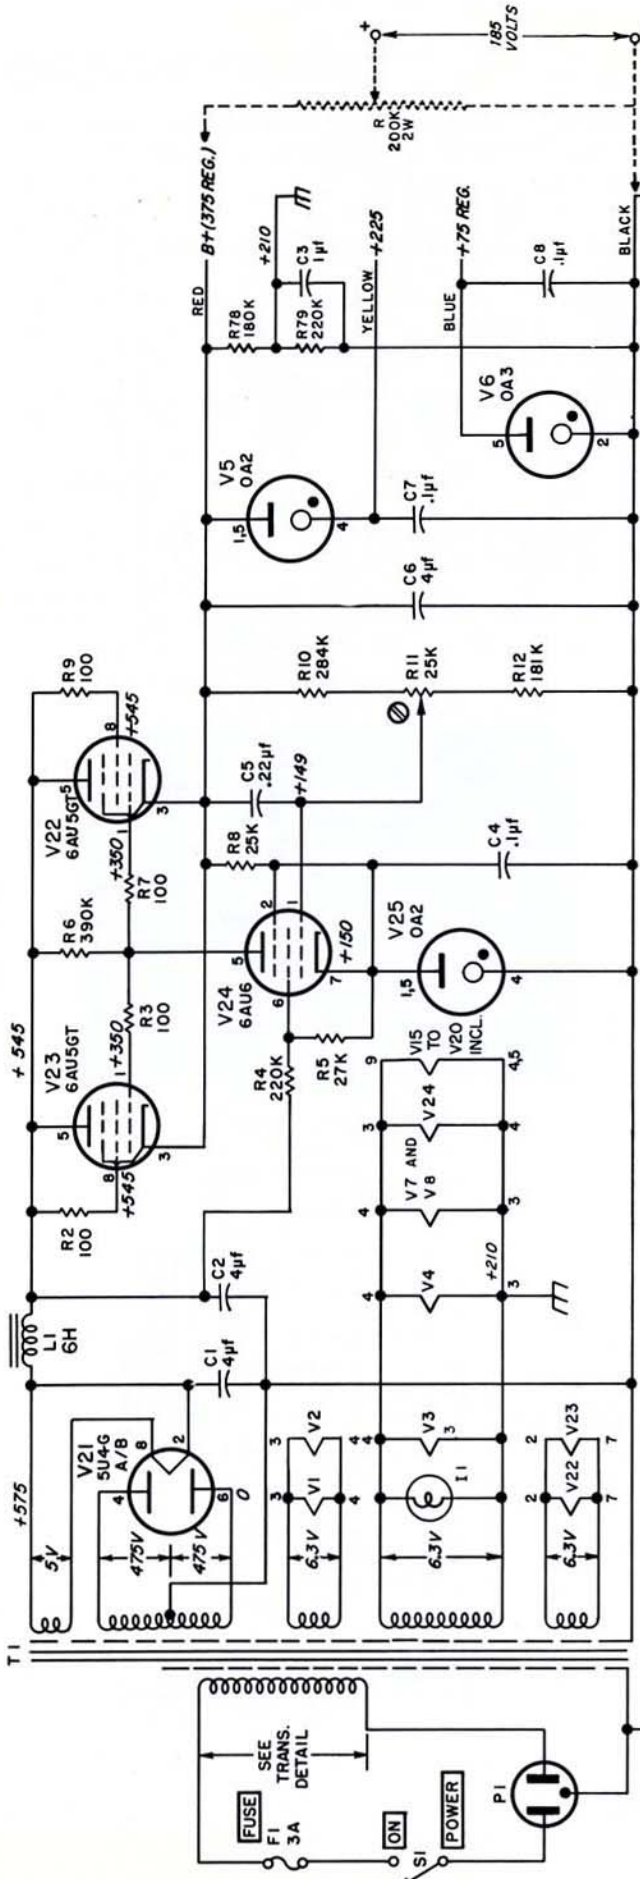 T1
SEE
TRANS.
DETAIL
FUSE
F1
3A
ON
S1
POWER
P1
+575
5V
475V
475V
6.3V
6.3V
6.3V
V21
5U4-G
A/B
8
2
4
6
0
L1
6H
C1
4µf
C2
4µf
3
V1
4
3
V2
I1
4
V3
3
4
V4
3
+210
4
V7 AND
V8
3
3
V24
4
9
V15
TO
V20
INCL.
4,5
2
V22
7
2
V23
7
+545
R2
100
V23
6AU5GT
5
8
1
3
+545
+350
R3
100
R6
390K
R7
100
+350
V22
6AU5GT
5
8
1
3
+545
R9
100
R4
220K
R5
27K
V24
6AU6
5
6
2
1
7
+150
R8
25K
C5
.22µf
+149
V25
OA2
1,5
4
C4
.1µf
R10
284K
R11
25K
R12
181K
C6
4µf
V5
OA2
1,5
4
C7
.1µf
RED
B+(375 REG.)
R78
180K
R79
220K
+210
C3
1µf
YELLOW
+225
V6
OA3
5
2
BLUE
+75 REG.
C8
.1µf
BLACK
R
200K
2W
+
185
VOLTS